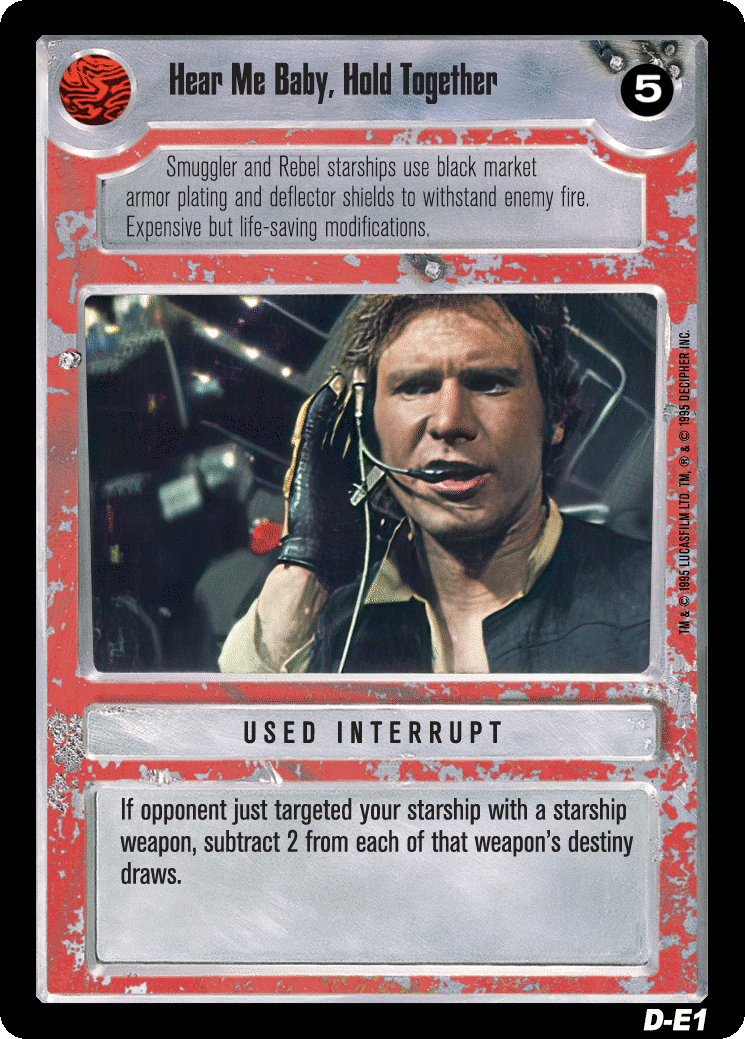 Hear Me Baby, Hold Together
5
Smuggler and Rebel starships use black market
armor plating and deflector shields to withstand enemy fire.
Expensive but life-saving modifications.
TM & © 1995 LUCASFILM LTD. TM, ® & © 1995 DECIPHER INC.
USED INTERRUPT
If opponent just targeted your starship with a starship
weapon, subtract 2 from each of that weapon's destiny
draws.
D-E1